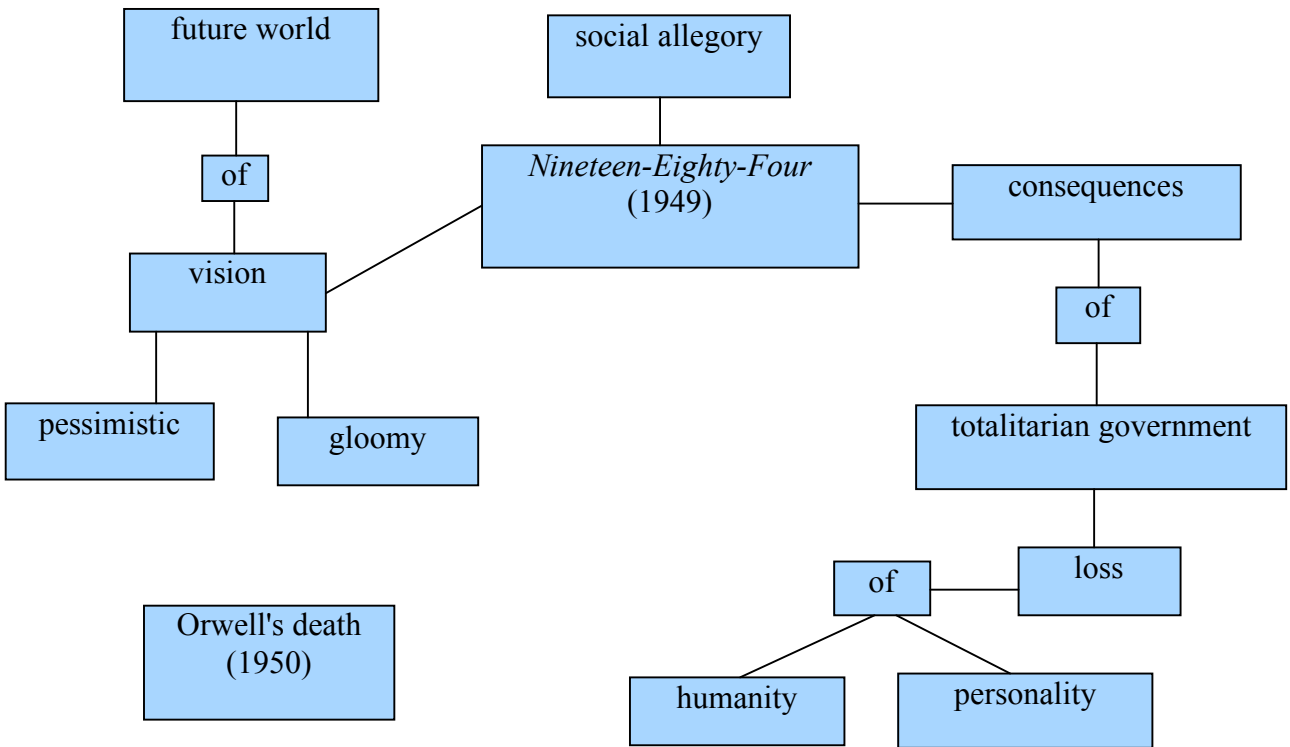 future world
social allegory
Nineteen-Eighty-Four
(1949)
of
consequences
vision
of
pessimistic
gloomy
totalitarian government
loss
of
Orwell's death
(1950)
humanity
personality